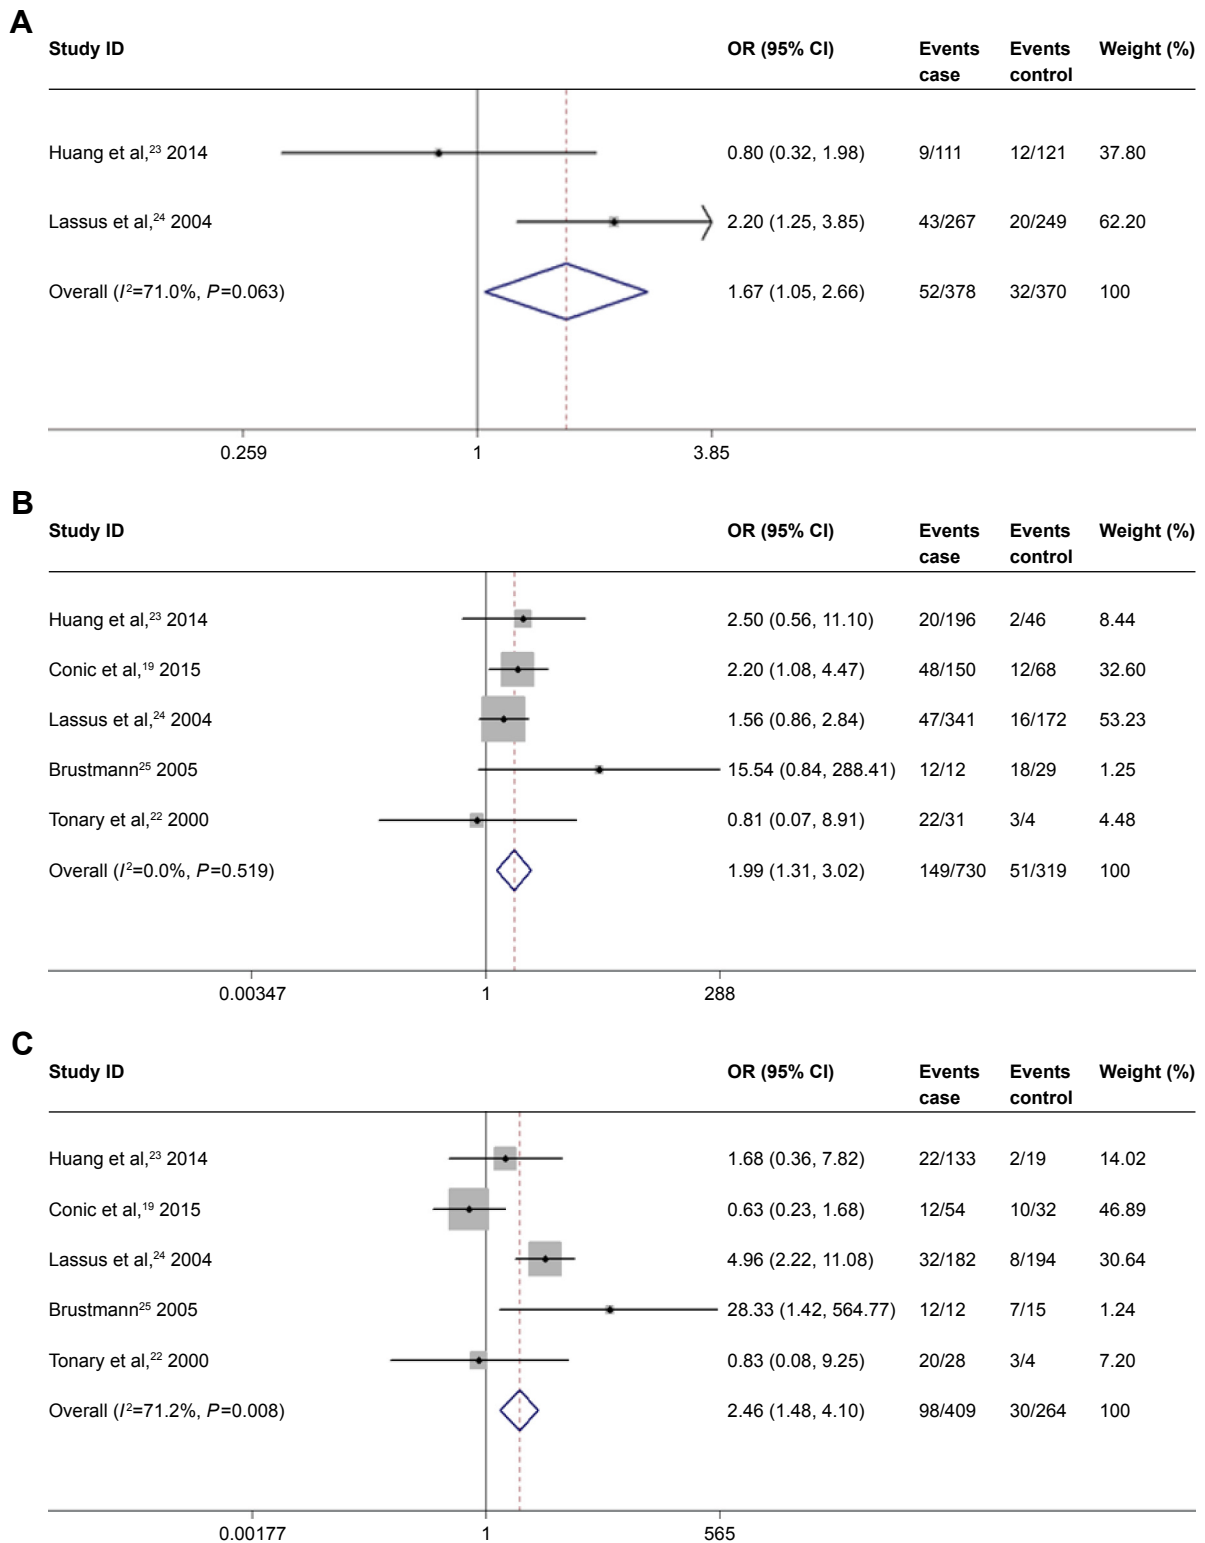 A
Study ID OR (95% CI) Events case Events control Weight (%)
Huang et al,23 2014 0.80 (0.32, 1.98) 9/111 12/121 37.80
Lassus et al,24 2004 2.20 (1.25, 3.85) 43/267 20/249 62.20
Overall (I2=71.0%, P=0.063) 1.67 (1.05, 2.66) 52/378 32/370 100
0.259 1 3.85
B
Study ID OR (95% CI) Events case Events control Weight (%)
Huang et al,23 2014 2.50 (0.56, 11.10) 20/196 2/46 8.44
Conic et al,19 2015 2.20 (1.08, 4.47) 48/150 12/68 32.60
Lassus et al,24 2004 1.56 (0.86, 2.84) 47/341 16/172 53.23
Brustmann25 2005 15.54 (0.84, 288.41) 12/12 18/29 1.25
Tonary et al,22 2000 0.81 (0.07, 8.91) 22/31 3/4 4.48
Overall (I2=0.0%, P=0.519) 1.99 (1.31, 3.02) 149/730 51/319 100
0.00347 1 288
C
Study ID OR (95% CI) Events case Events control Weight (%)
Huang et al,23 2014 1.68 (0.36, 7.82) 22/133 2/19 14.02
Conic et al,19 2015 0.63 (0.23, 1.68) 12/54 10/32 46.89
Lassus et al,24 2004 4.96 (2.22, 11.08) 32/182 8/194 30.64
Brustmann25 2005 28.33 (1.42, 564.77) 12/12 7/15 1.24
Tonary et al,22 2000 0.83 (0.08, 9.25) 20/28 3/4 7.20
Overall (I2=71.2%, P=0.008) 2.46 (1.48, 4.10) 98/409 30/264 100
0.00177 1 565